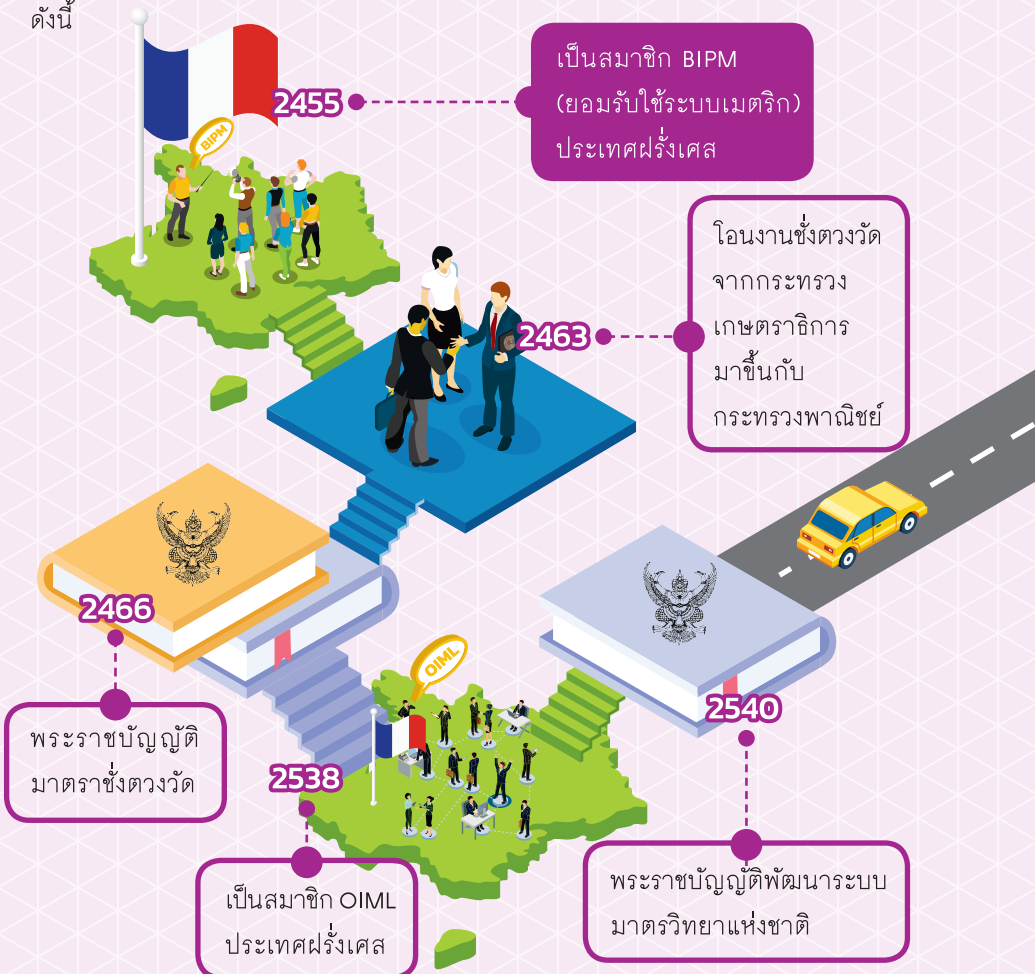 ดังนี้
2455
เป็นสมาชิก BIPM
(ยอมรับใช้ระบบเมตริก)
ประเทศฝรั่งเศส
BIPM
2463
โอนงานชั่งตวงวัด
จากกระทรวง
เกษตราธิการ
มาขึ้นกับ
กระทรวงพาณิชย์
2466
พระราชบัญญัติ
มาตราชั่งตวงวัด
OIML
2538
เป็นสมาชิก OIML
ประเทศฝรั่งเศส
2540
พระราชบัญญัติพัฒนาระบบ
มาตรวิทยาแห่งชาติ